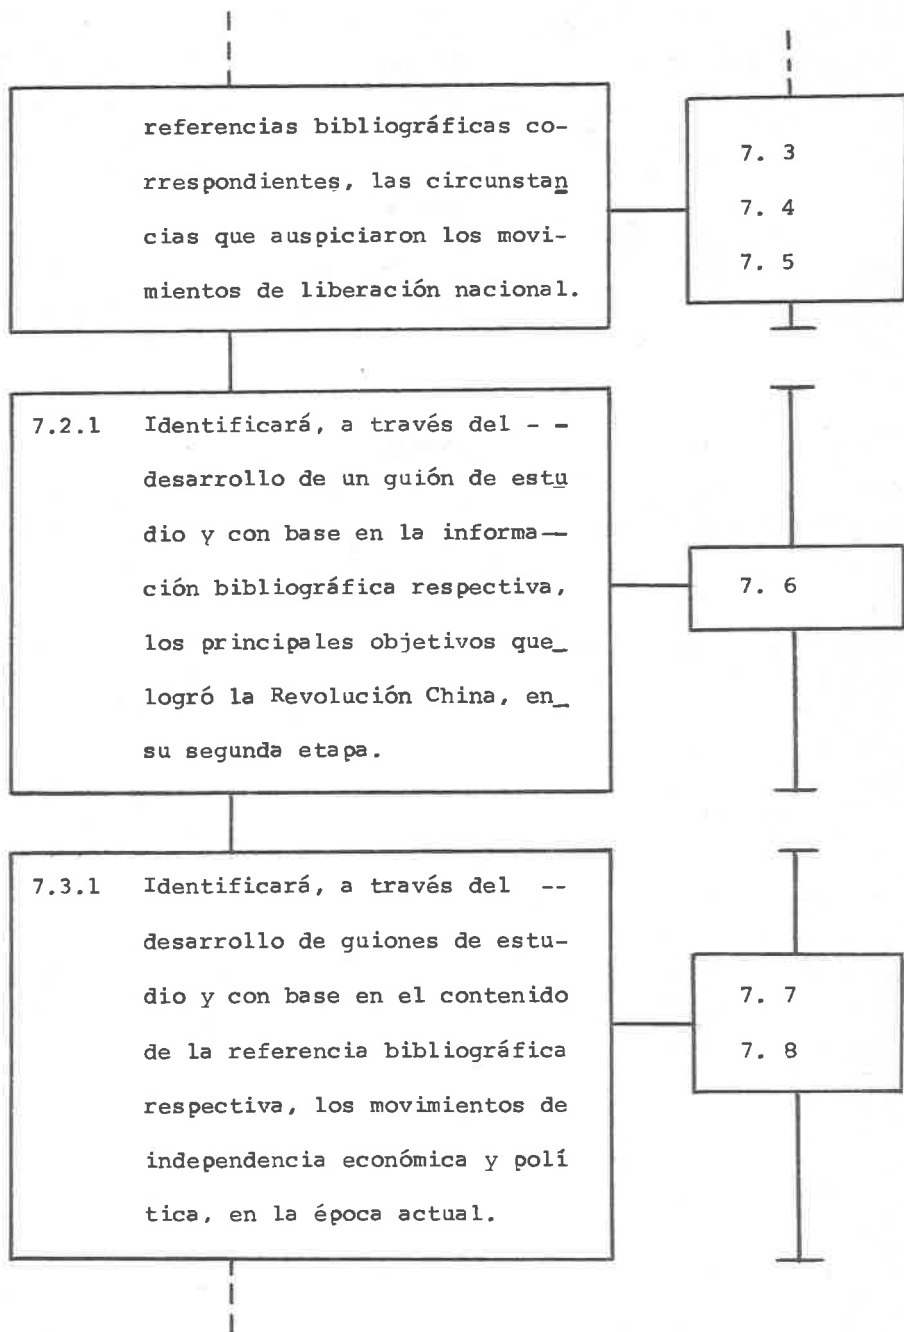 referencias bibliográficas co-
rrespondientes, las circunstan
cias que auspiciaron los movi-
mientos de liberación nacional.
7. 3
7. 4
7. 5
7.2.1 Identificará, a través del - -
desarrollo de un guión de estu
dio y con base en la informa—
ción bibliográfica respectiva,
los principales objetivos que_
logró la Revolución China, en_
su segunda etapa.
7. 6
7.3.1 Identificará, a través del --
desarrollo de guiones de estu-
dio y con base en el contenido
de la referencia bibliográfica
respectiva, los movimientos de
independencia económica y polí
tica, en la época actual.
7. 7
7. 8